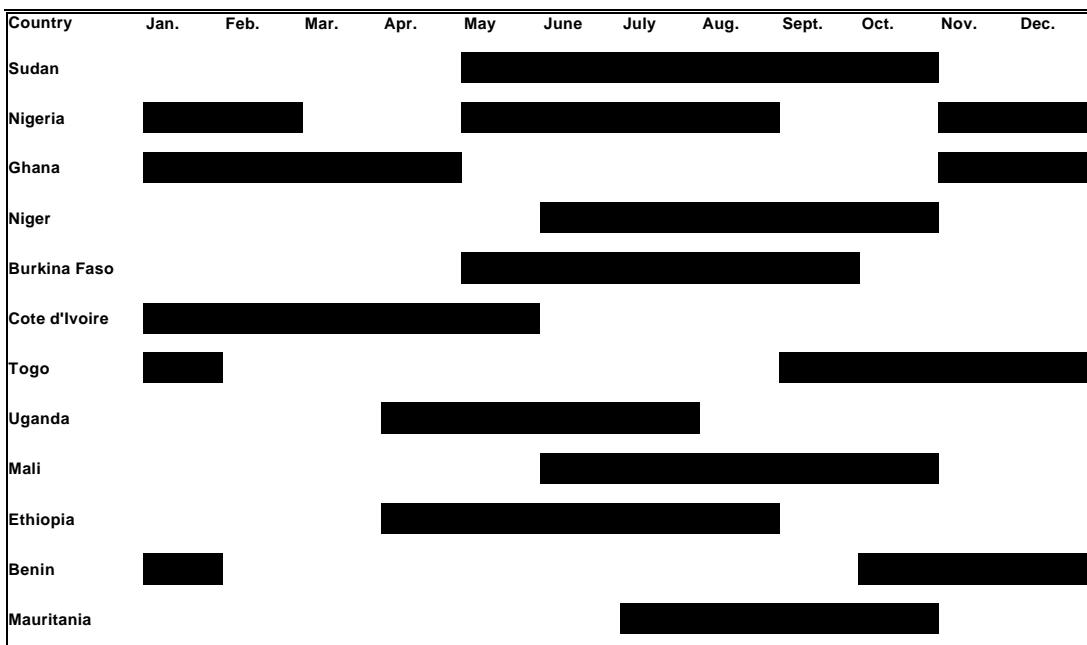 Country Jan. Feb. Mar. Apr. May June July Aug. Sept. Oct. Nov. Dec.
Sudan
Nigeria
Ghana
Niger
Burkina Faso
Cote d'Ivoire
Togo
Uganda
Mali
Ethiopia
Benin
Mauritania